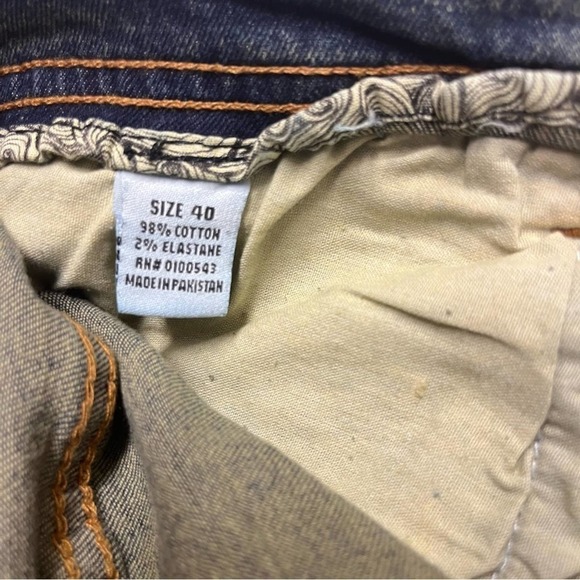 SIZE 40
98% COTTON
2% ELASTANE
RN# 0100543
MADE IN PAKISTAN